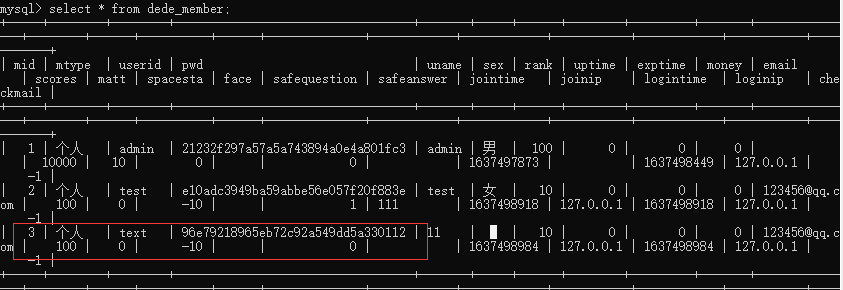 mysql> select * from dede_member;
| mid | mtype | userid | pwd | uname | sex | rank | uptime | exptime | money | email
| scores | matt | spacesta | face | safequestion | safeanswer | jointime | joinip | logintime | loginip | che
ckmail |
| 1 | 个人 | admin | 21232f297a57a5a743894a0e4a801fc3 | admin | 男 | 100 | 0 | 0 | 0 |
| 10000 | 10 | 0 | | 0 | | 1637497873 | | 1637498449 | 127.0.0.1 |
-1 |
| 2 | 个人 | test | e10adc3949ba59abbe56e057f20f883e | test | 女 | 10 | 0 | 0 | 0 | 123456@qq.c
om | 100 | 0 | -10 | | 1 | 111 | 1637498918 | 127.0.0.1 | 1637498918 | 127.0.0.1 |
-1 |
| 3 | 个人 | text | 96e79218965eb72c92a549dd5a330112 | 11 | | 10 | 0 | 0 | 0 | 123456@qq.c
om | 100 | 0 | -10 | | 0 | | 1637498984 | 127.0.0.1 | 1637498984 | 127.0.0.1 |
-1 |